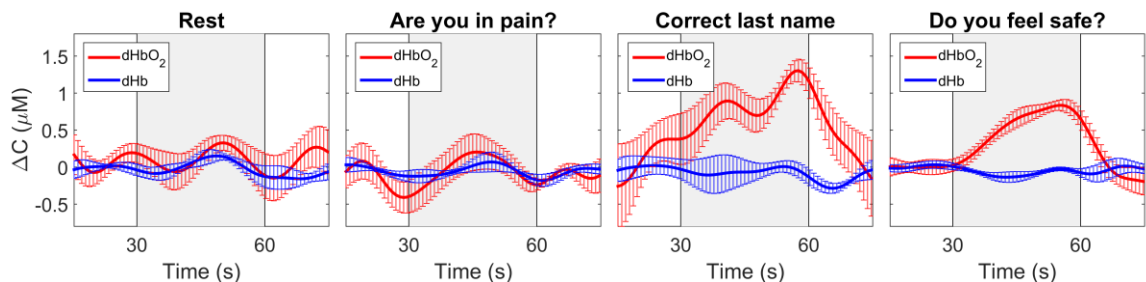 Rest
Are you in pain?
Correct last name
Do you feel safe?
ΔC (μM)
1.5
1
0.5
0
-0.5
dHbO₂
dHb
dHbO₂
dHb
dHbO₂
dHb
dHbO₂
dHb
30 60
30 60
30 60
30 60
Time (s)
Time (s)
Time (s)
Time (s)